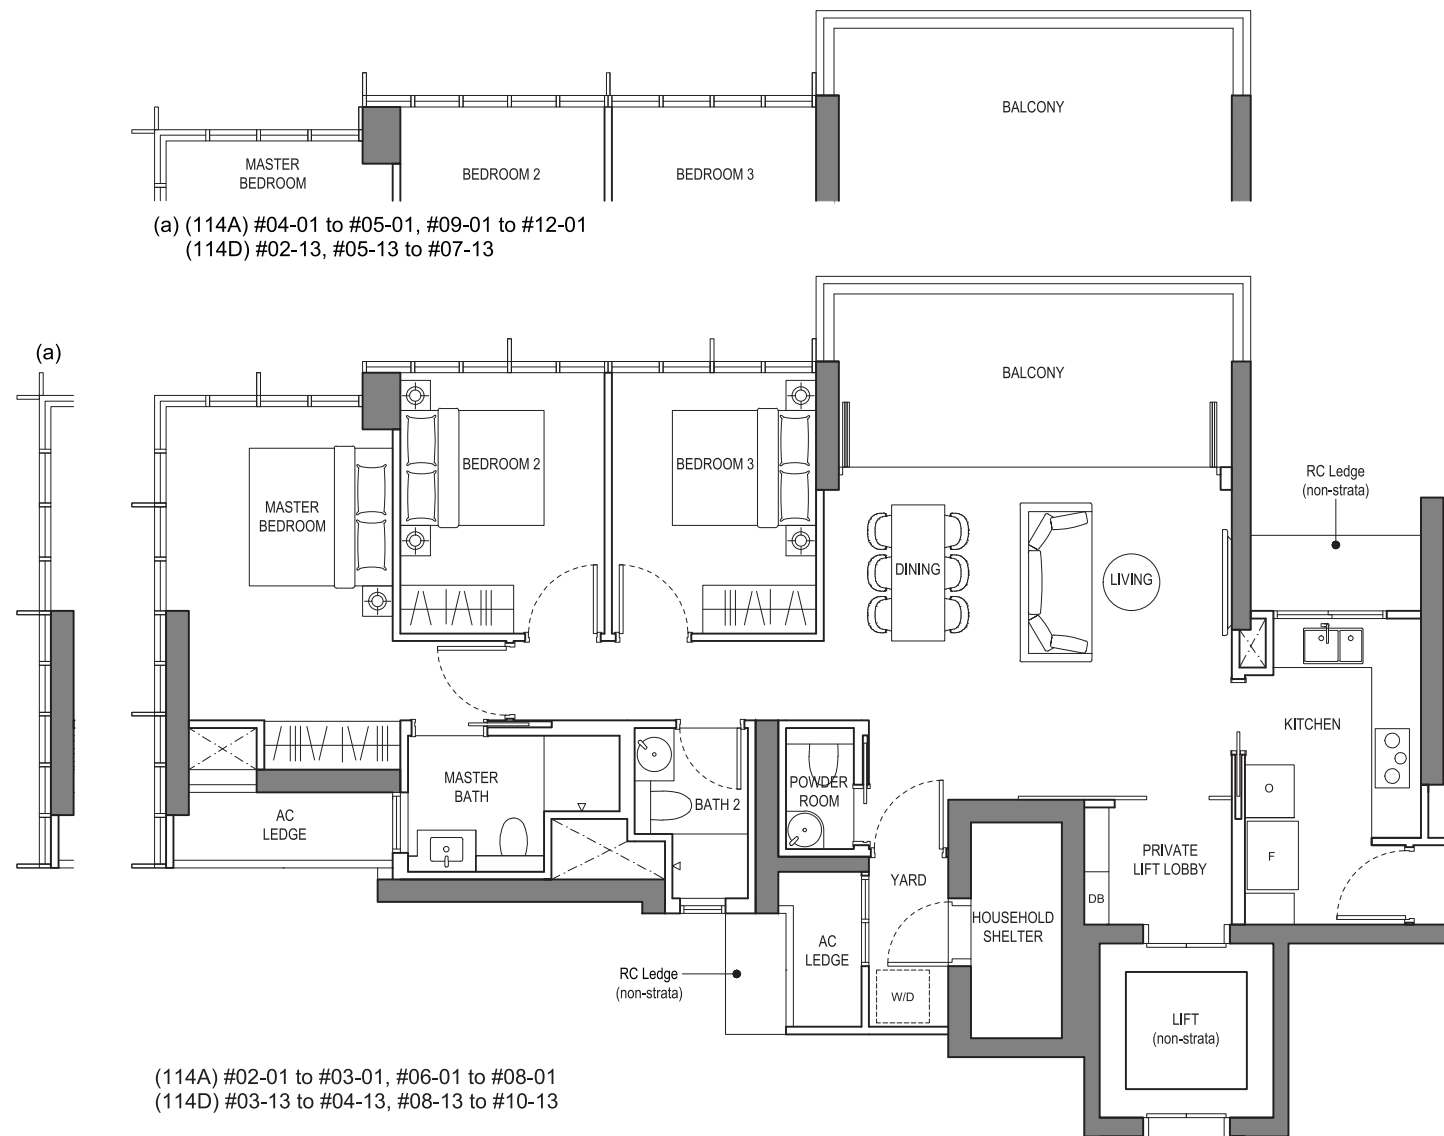 BALCONY
MASTER
BEDROOM
BEDROOM 2
BEDROOM 3
(a) (114A) #04-01 to #05-01, #09-01 to #12-01
(114D) #02-13, #05-13 to #07-13
(a)
BALCONY
BEDROOM 2
BEDROOM 3
RC Ledge
(non-strata)
MASTER
BEDROOM
DINING
LIVING
KITCHEN
MASTER
BATH
BATH 2
POWDER
ROOM
O
AC
LEDGE
PRIVATE
LIFT LOBBY
F
YARD
DB
HOUSEHOLD
SHELTER
AC
LEDGE
RC Ledge
(non-strata)
W/D
LIFT
(non-strata)
(114A) #02-01 to #03-01, #06-01 to #08-01
(114D) #03-13 to #04-13, #08-13 to #10-13